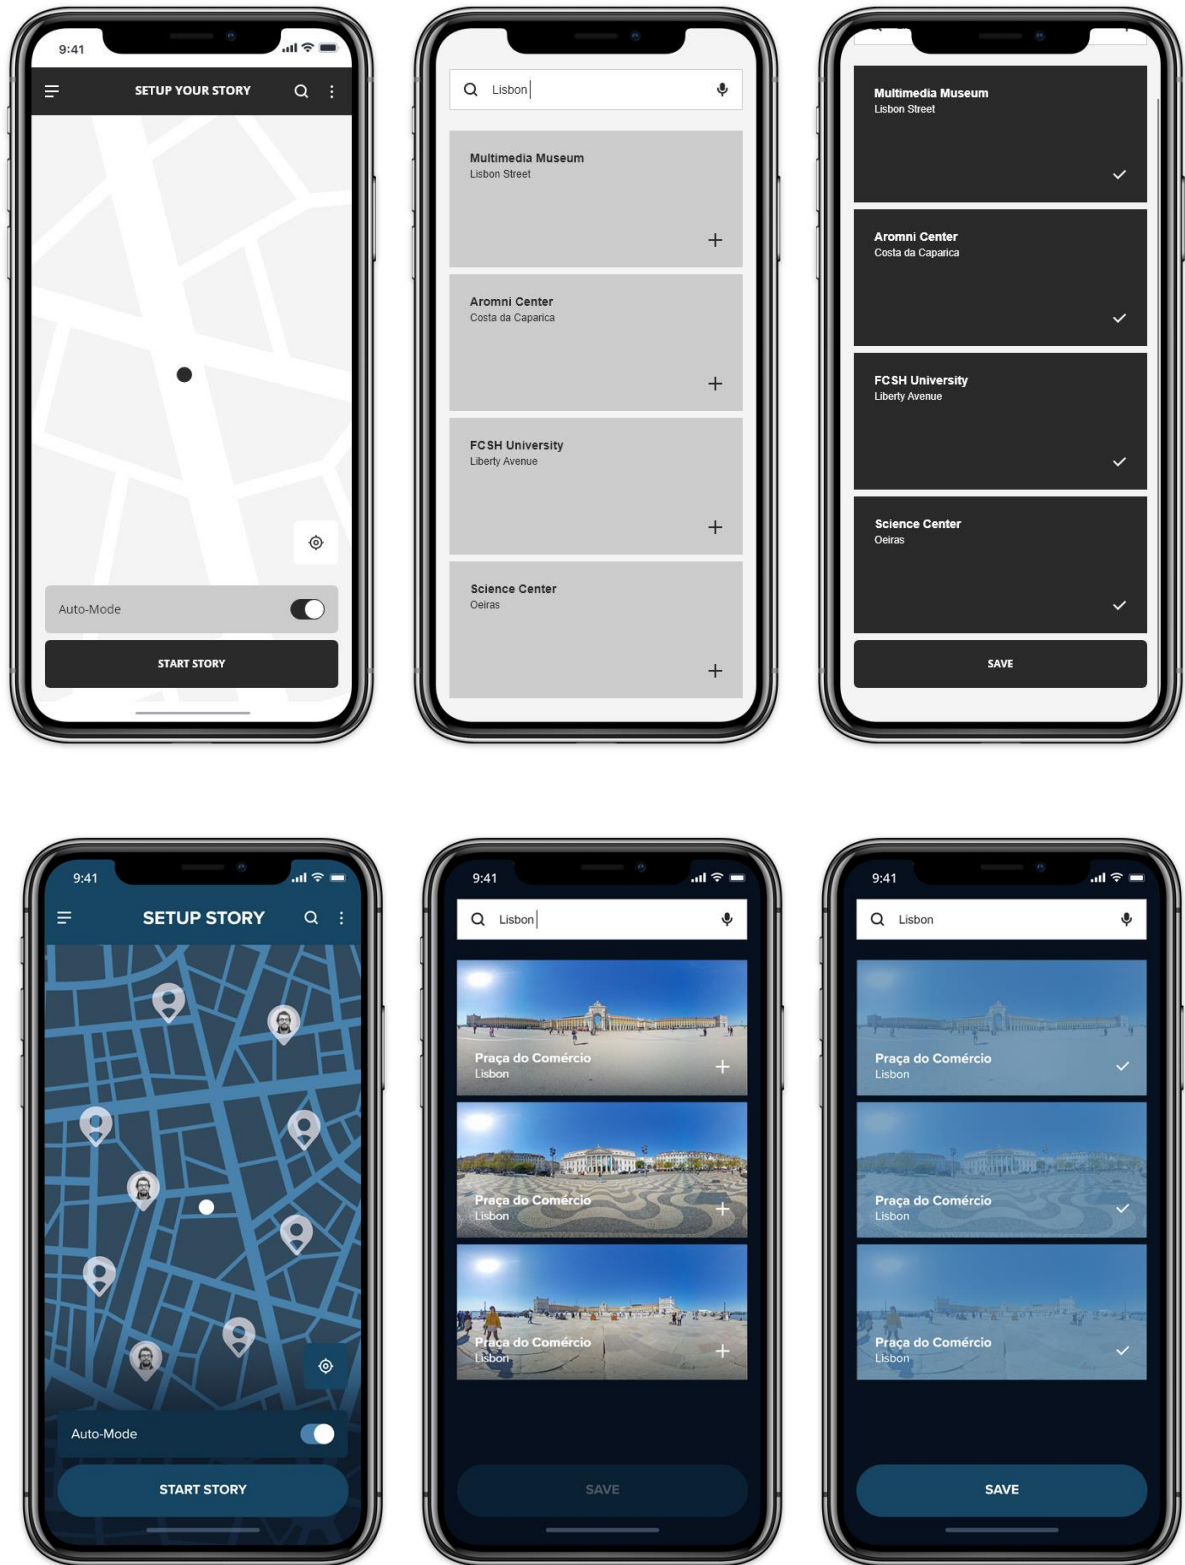 9:41
SETUP YOUR STORY
Auto-Mode
START STORY
Lisbon
Multimedia Museum
Lisbon Street
Aromni Center
Costa da Caparica
FCSH University
Liberty Avenue
Science Center
Oeiras
Multimedia Museum
Lisbon Street
Aromni Center
Costa da Caparica
FCSH University
Liberty Avenue
Science Center
Oeiras
SAVE
9:41
SETUP STORY
Auto-Mode
START STORY
9:41
Lisbon
Praça do Comércio
Lisbon
Praça do Comércio
Lisbon
Praça do Comércio
Lisbon
SAVE
9:41
Lisbon
Praça do Comércio
Lisbon
Praça do Comércio
Lisbon
Praça do Comércio
Lisbon
SAVE